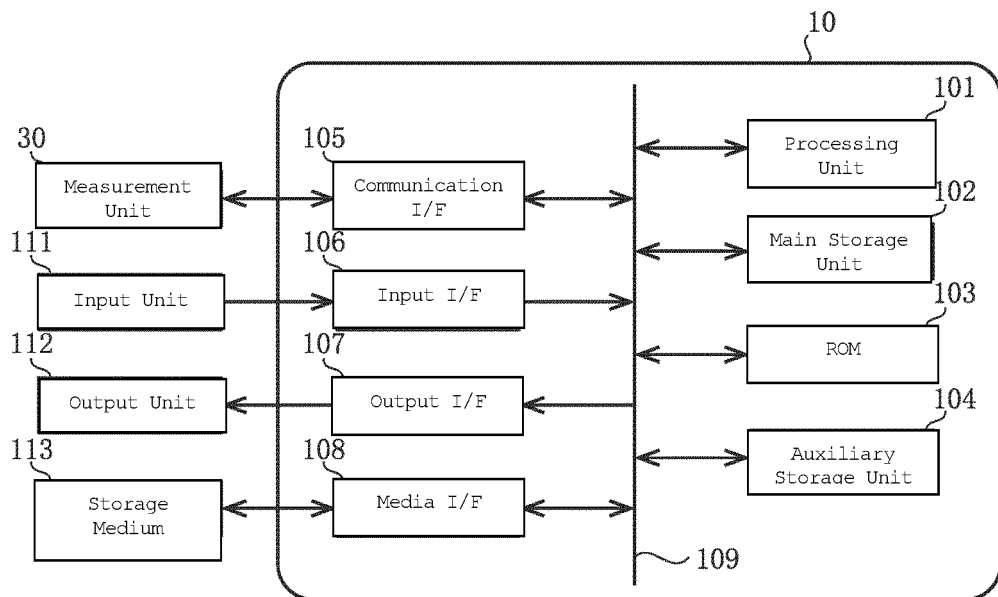 10
101
Processing
Unit
30
Measurement
Unit
105
Communication
I/F
102
Main Storage
Unit
111
Input Unit
106
Input I/F
103
ROM
112
Output Unit
107
Output I/F
104
Auxiliary
Storage Unit
113
Storage
Medium
108
Media I/F
109